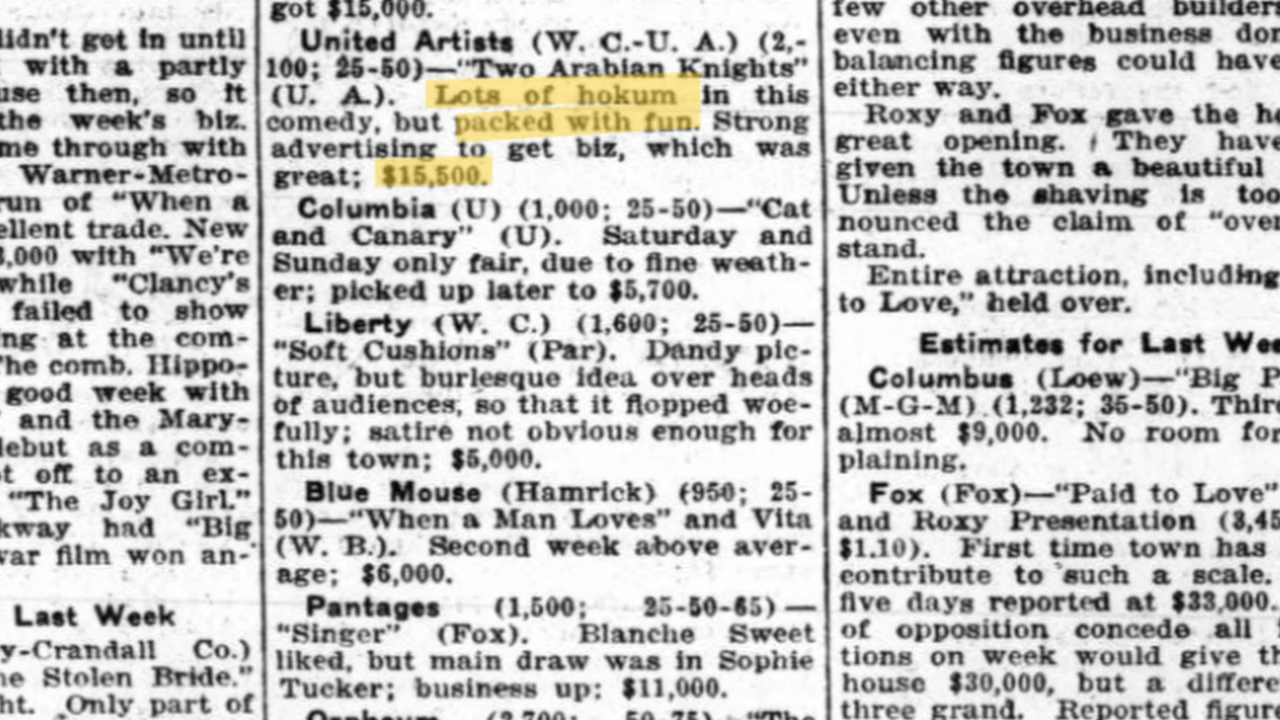 didn't get in until
with a partly
use then, so it
the week's biz.
me through with
Warner-Metro-
run of "When a
ellent trade. New
3,000 with "We're
while "Clancy's
failed to show
ng at the com-
The comb. Hippo-
good week with
and the Mary-
debut as a com-
ot off to an ex-
"The Joy Girl."
kway had "Big
war film won an-
Last Week
y-Crandall Co.)
he Stolen Bride."
ht. Only part of
got $15,000.
United Artists (W. C.-U. A.) (2,-
100; 25-50)—"Two Arabian Knights"
(U. A.). Lots of hokum in this
comedy, but packed with fun. Strong
advertising to get biz, which was
great; $15,500.
Columbia (U) (1,000; 25-50)—"Cat
and Canary" (U). Saturday and
Sunday only fair, due to fine weath-
er; picked up later to $5,700.
Liberty (W. C.) (1,600; 25-50)—
"Soft Cushions" (Par). Dandy pic-
ture, but burlesque idea over heads
of audiences, so that it flopped woe-
fully; satire not obvious enough for
this town; $5,000.
Blue Mouse (Hamrick) (950; 25-
50)—"When a Man Loves" and Vita
(W. B.). Second week above aver-
age; $6,000.
Pantages (1,500; 25-50-65)—
"Singer" (Fox). Blanche Sweet
liked, but main draw was in Sophie
Tucker; business up; $11,000.
Orpheum (2,700; 50-75)—"The
few other overhead builders
even with the business don
balancing figures could have
either way.
Roxy and Fox gave the ho
great opening. They have
given the town a beautiful
Unless the shaving is too
nounced the claim of "over
stand.
Entire attraction, including
to Love," held over.
Estimates for Last Wee
Columbus (Loew)—"Big P
(M-G-M) (1,232; 35-50). Thir
almost $9,000. No room for
plaining.
Fox (Fox)—"Paid to Love"
and Roxy Presentation (3,45
$1.10). First time town has
contribute to such a scale.
five days reported at $33,000.
of opposition concede all
tions on week would give th
house $30,000, but a differe
three grand. Reported figure